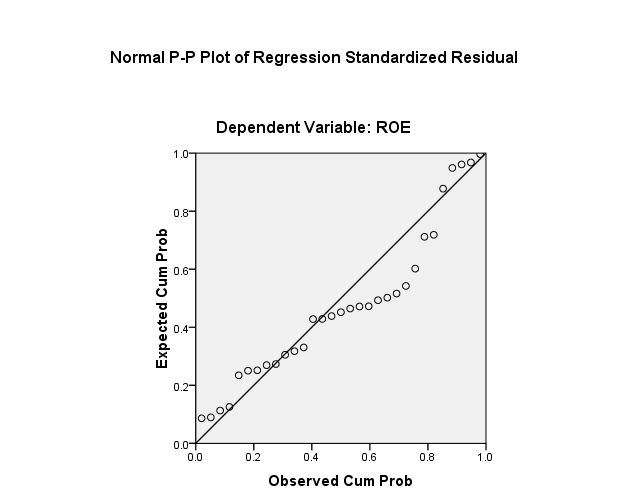 Normal P-P Plot of Regression Standardized Residual
Dependent Variable: ROE
Expected Cum Prob
1.0
0.8
0.6
0.4
0.2
0.0
0.0 0.2 0.4 0.6 0.8 1.0
Observed Cum Prob